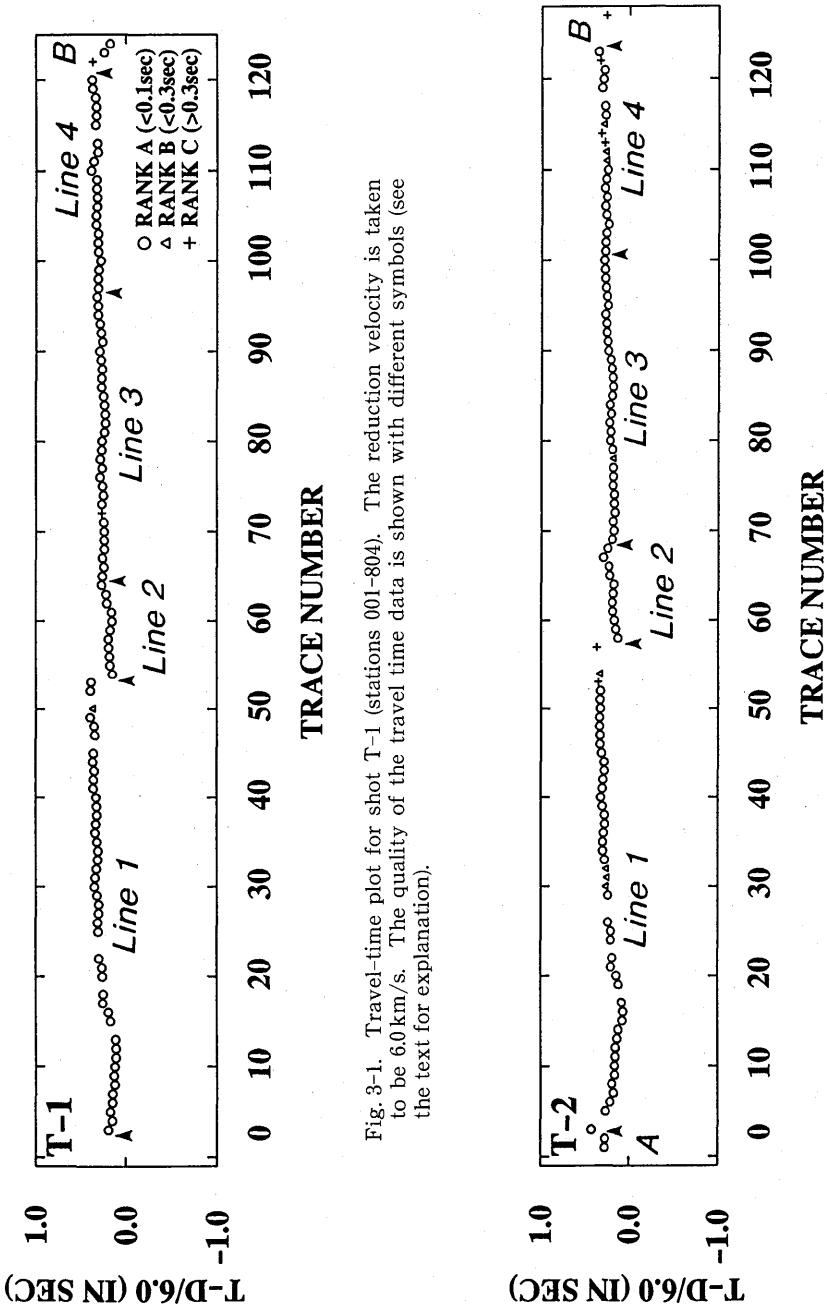 T-1
Line 1
Line 2
Line 3
Line 4
B
○ RANK A (<0.1sec)
△ RANK B (<0.3sec)
+ RANK C (>0.3sec)
1.0
0.0
-1.0
T-D/6.0 (IN SEC)
0 10 20 30 40 50 60 70 80 90 100 110 120
TRACE NUMBER
Fig. 3-1. Travel-time plot for shot T-1 (stations 001-804). The reduction velocity is taken
to be 6.0 km/s. The quality of the travel time data is shown with different symbols (see
the text for explanation).
T-2
A
Line 1
Line 2
Line 3
Line 4
B
1.0
0.0
-1.0
T-D/6.0 (IN SEC)
0 10 20 30 40 50 60 70 80 90 100 110 120
TRACE NUMBER